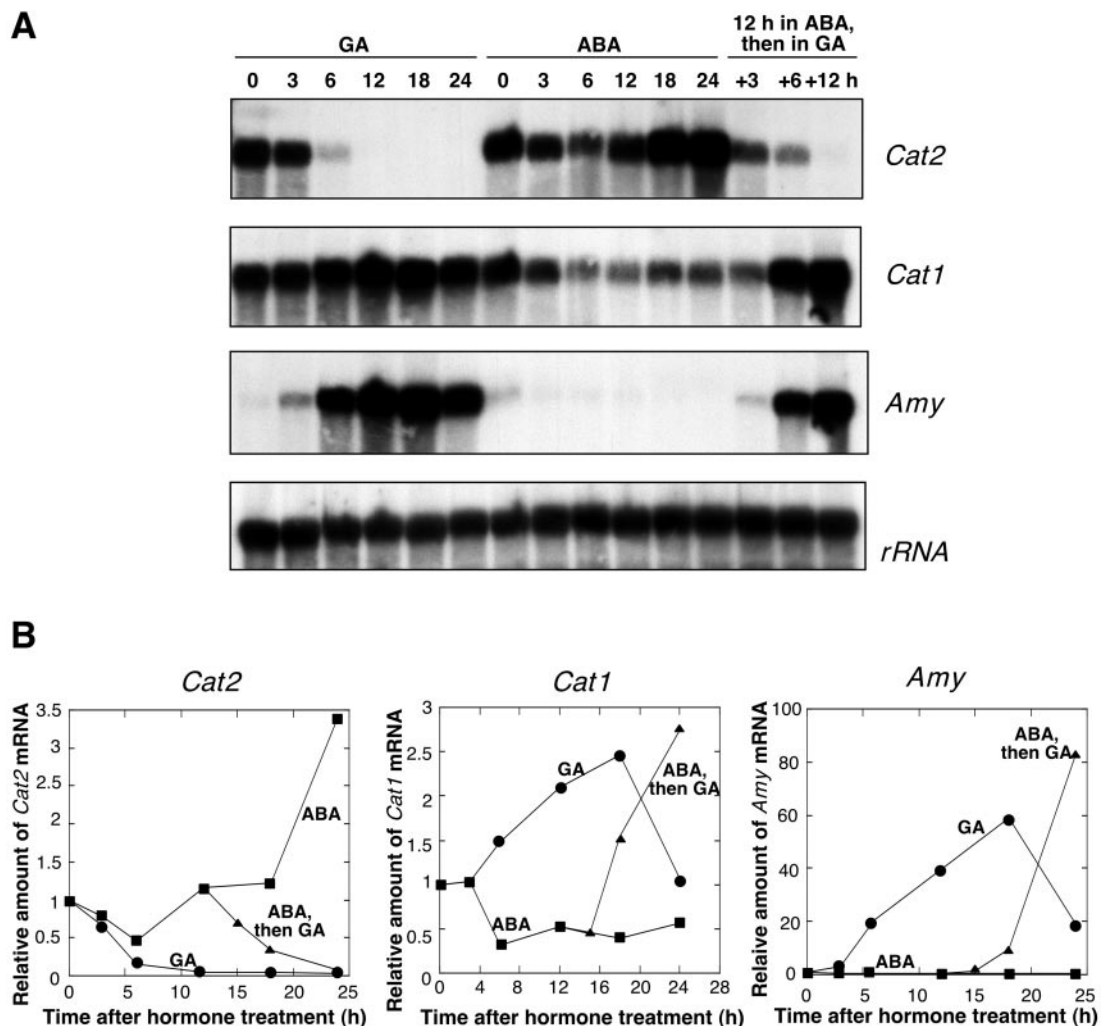 A
GA
ABA
12 h in ABA,
then in GA
0 3 6 12 18 24 0 3 6 12 18 24 +3 +6 +12 h
Cat2
Cat1
Amy
rRNA
B
Cat2
Relative amount of Cat2 mRNA
3.5
3
2.5
2
1.5
1
0.5
0
ABA
ABA,
then GA
GA
0 5 10 15 20 25
Time after hormone treatment (h)
Cat1
Relative amount of Cat1 mRNA
3
2.5
2
1.5
1
0.5
0
GA
ABA,
then GA
ABA
0 4 8 12 16 20 24 28
Time after hormone treatment (h)
Amy
Relative amount of Amy mRNA
100
80
60
40
20
0
ABA,
then GA
GA
ABA
0 5 10 15 20 25
Time after hormone treatment (h)